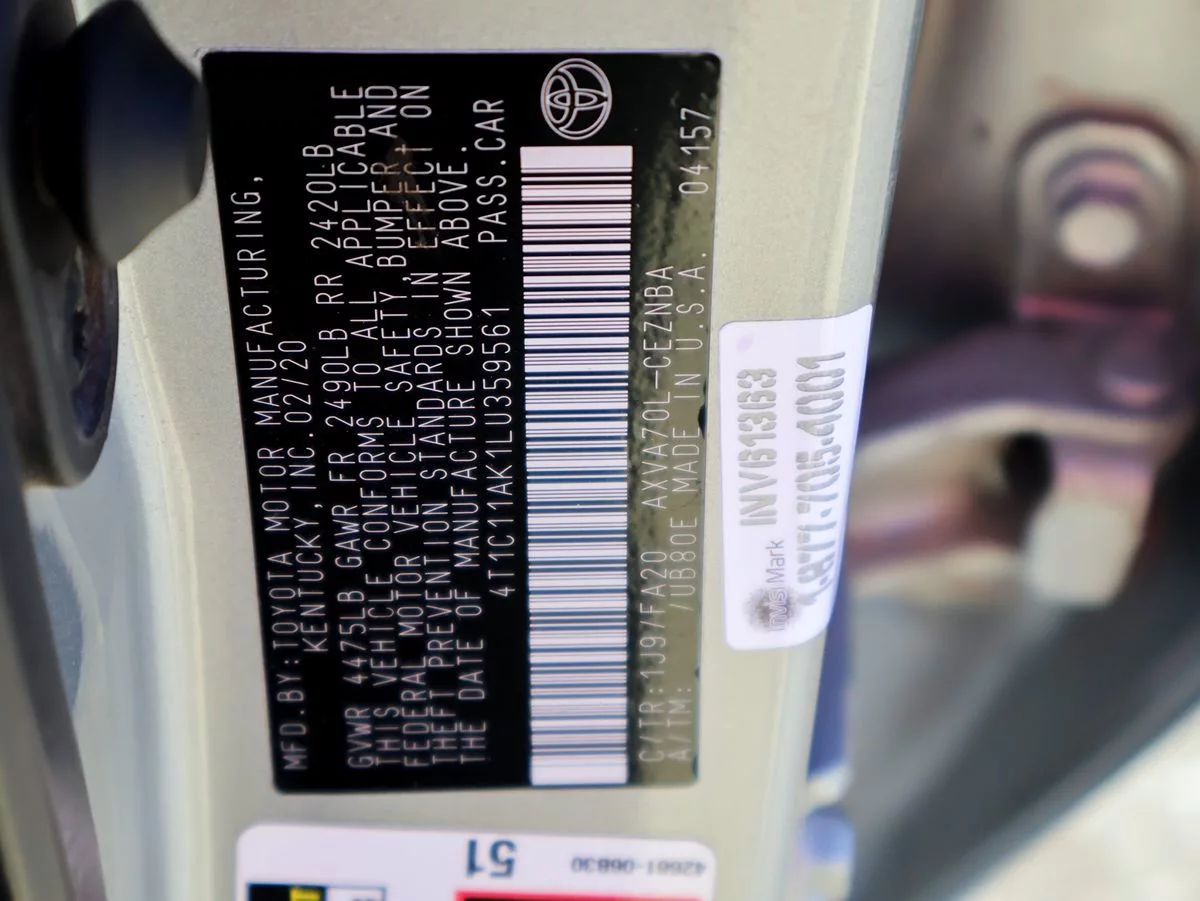 MFD.BY:TOYOTA MOTOR MANUFACTURING,
KENTUCKY,INC.02/20
GVWR 4475LB GAWR FR 2490LB RR 2420LB
THIS VEHICLE CONFORMS TO ALL APPLICABLE
FEDERAL MOTOR VEHICLE SAFETY,BUMPER AND
THEFT PREVENTION STANDARDS IN EFFECT ON
THE DATE OF MANUFACTURE SHOWN ABOVE.
4T1C11AK1LU359561 PASS.CAR
C/TR:1J9/FA20 AXVA70L-CEZNBA
A/TM: /UB80E MADE IN U.S.A. 04157
InvisiMark INV61363
1-877-705-4001
51
42661-06B30